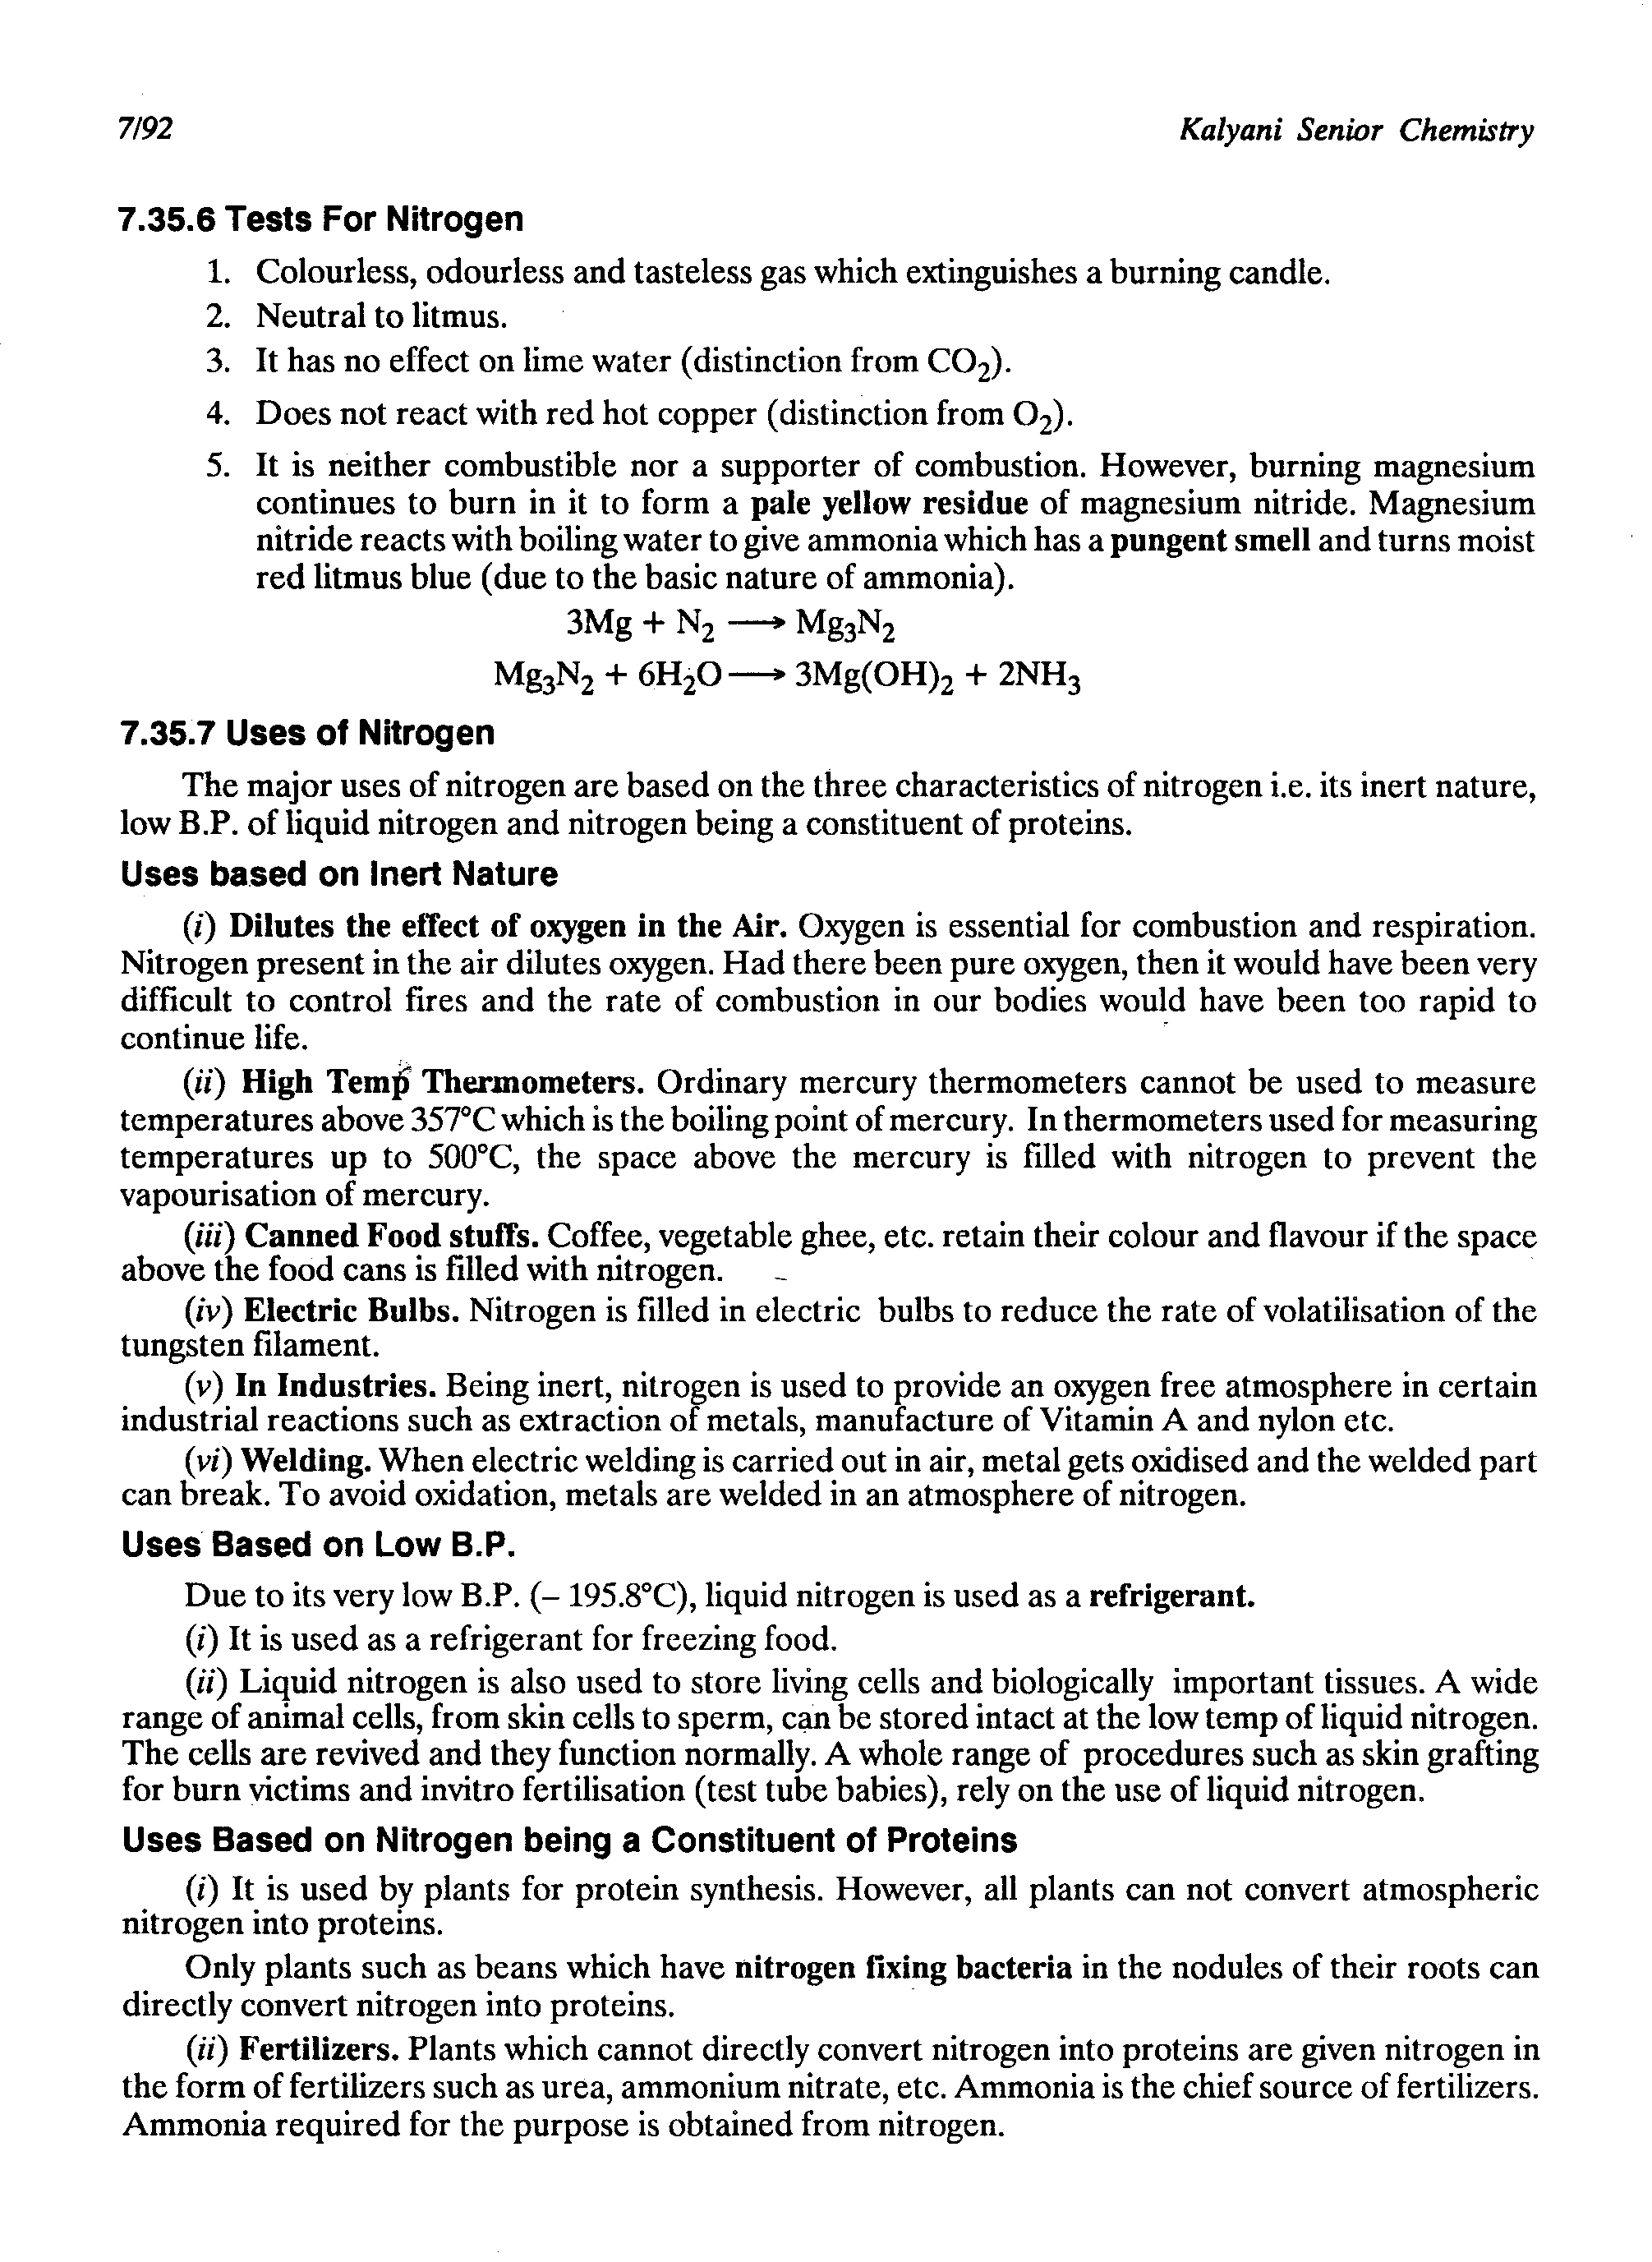 7/92 Kalyani Senior Chemistry
7.35.6 Tests For Nitrogen
1. Colourless, odourless and tasteless gas which extinguishes a burning candle.
2. Neutral to litmus.
3. It has no effect on lime water (distinction from CO₂).
4. Does not react with red hot copper (distinction from O₂).
5. It is neither combustible nor a supporter of combustion. However, burning magnesium
continues to burn in it to form a pale yellow residue of magnesium nitride. Magnesium
nitride reacts with boiling water to give ammonia which has a pungent smell and turns moist
red litmus blue (due to the basic nature of ammonia).
3Mg + N₂ ⟶ Mg₃N₂
Mg₃N₂ + 6H₂O ⟶ 3Mg(OH)₂ + 2NH₃
7.35.7 Uses of Nitrogen
The major uses of nitrogen are based on the three characteristics of nitrogen i.e. its inert nature,
low B.P. of liquid nitrogen and nitrogen being a constituent of proteins.
Uses based on Inert Nature
(i) Dilutes the effect of oxygen in the Air. Oxygen is essential for combustion and respiration.
Nitrogen present in the air dilutes oxygen. Had there been pure oxygen, then it would have been very
difficult to control fires and the rate of combustion in our bodies would have been too rapid to
continue life.
(ii) High Temp Thermometers. Ordinary mercury thermometers cannot be used to measure
temperatures above 357°C which is the boiling point of mercury. In thermometers used for measuring
temperatures up to 500°C, the space above the mercury is filled with nitrogen to prevent the
vapourisation of mercury.
(iii) Canned Food stuffs. Coffee, vegetable ghee, etc. retain their colour and flavour if the space
above the food cans is filled with nitrogen.
(iv) Electric Bulbs. Nitrogen is filled in electric bulbs to reduce the rate of volatilisation of the
tungsten filament.
(v) In Industries. Being inert, nitrogen is used to provide an oxygen free atmosphere in certain
industrial reactions such as extraction of metals, manufacture of Vitamin A and nylon etc.
(vi) Welding. When electric welding is carried out in air, metal gets oxidised and the welded part
can break. To avoid oxidation, metals are welded in an atmosphere of nitrogen.
Uses Based on Low B.P.
Due to its very low B.P. (– 195.8°C), liquid nitrogen is used as a refrigerant.
(i) It is used as a refrigerant for freezing food.
(ii) Liquid nitrogen is also used to store living cells and biologically important tissues. A wide
range of animal cells, from skin cells to sperm, can be stored intact at the low temp of liquid nitrogen.
The cells are revived and they function normally. A whole range of procedures such as skin grafting
for burn victims and invitro fertilisation (test tube babies), rely on the use of liquid nitrogen.
Uses Based on Nitrogen being a Constituent of Proteins
(i) It is used by plants for protein synthesis. However, all plants can not convert atmospheric
nitrogen into proteins.
Only plants such as beans which have nitrogen fixing bacteria in the nodules of their roots can
directly convert nitrogen into proteins.
(ii) Fertilizers. Plants which cannot directly convert nitrogen into proteins are given nitrogen in
the form of fertilizers such as urea, ammonium nitrate, etc. Ammonia is the chief source of fertilizers.
Ammonia required for the purpose is obtained from nitrogen.